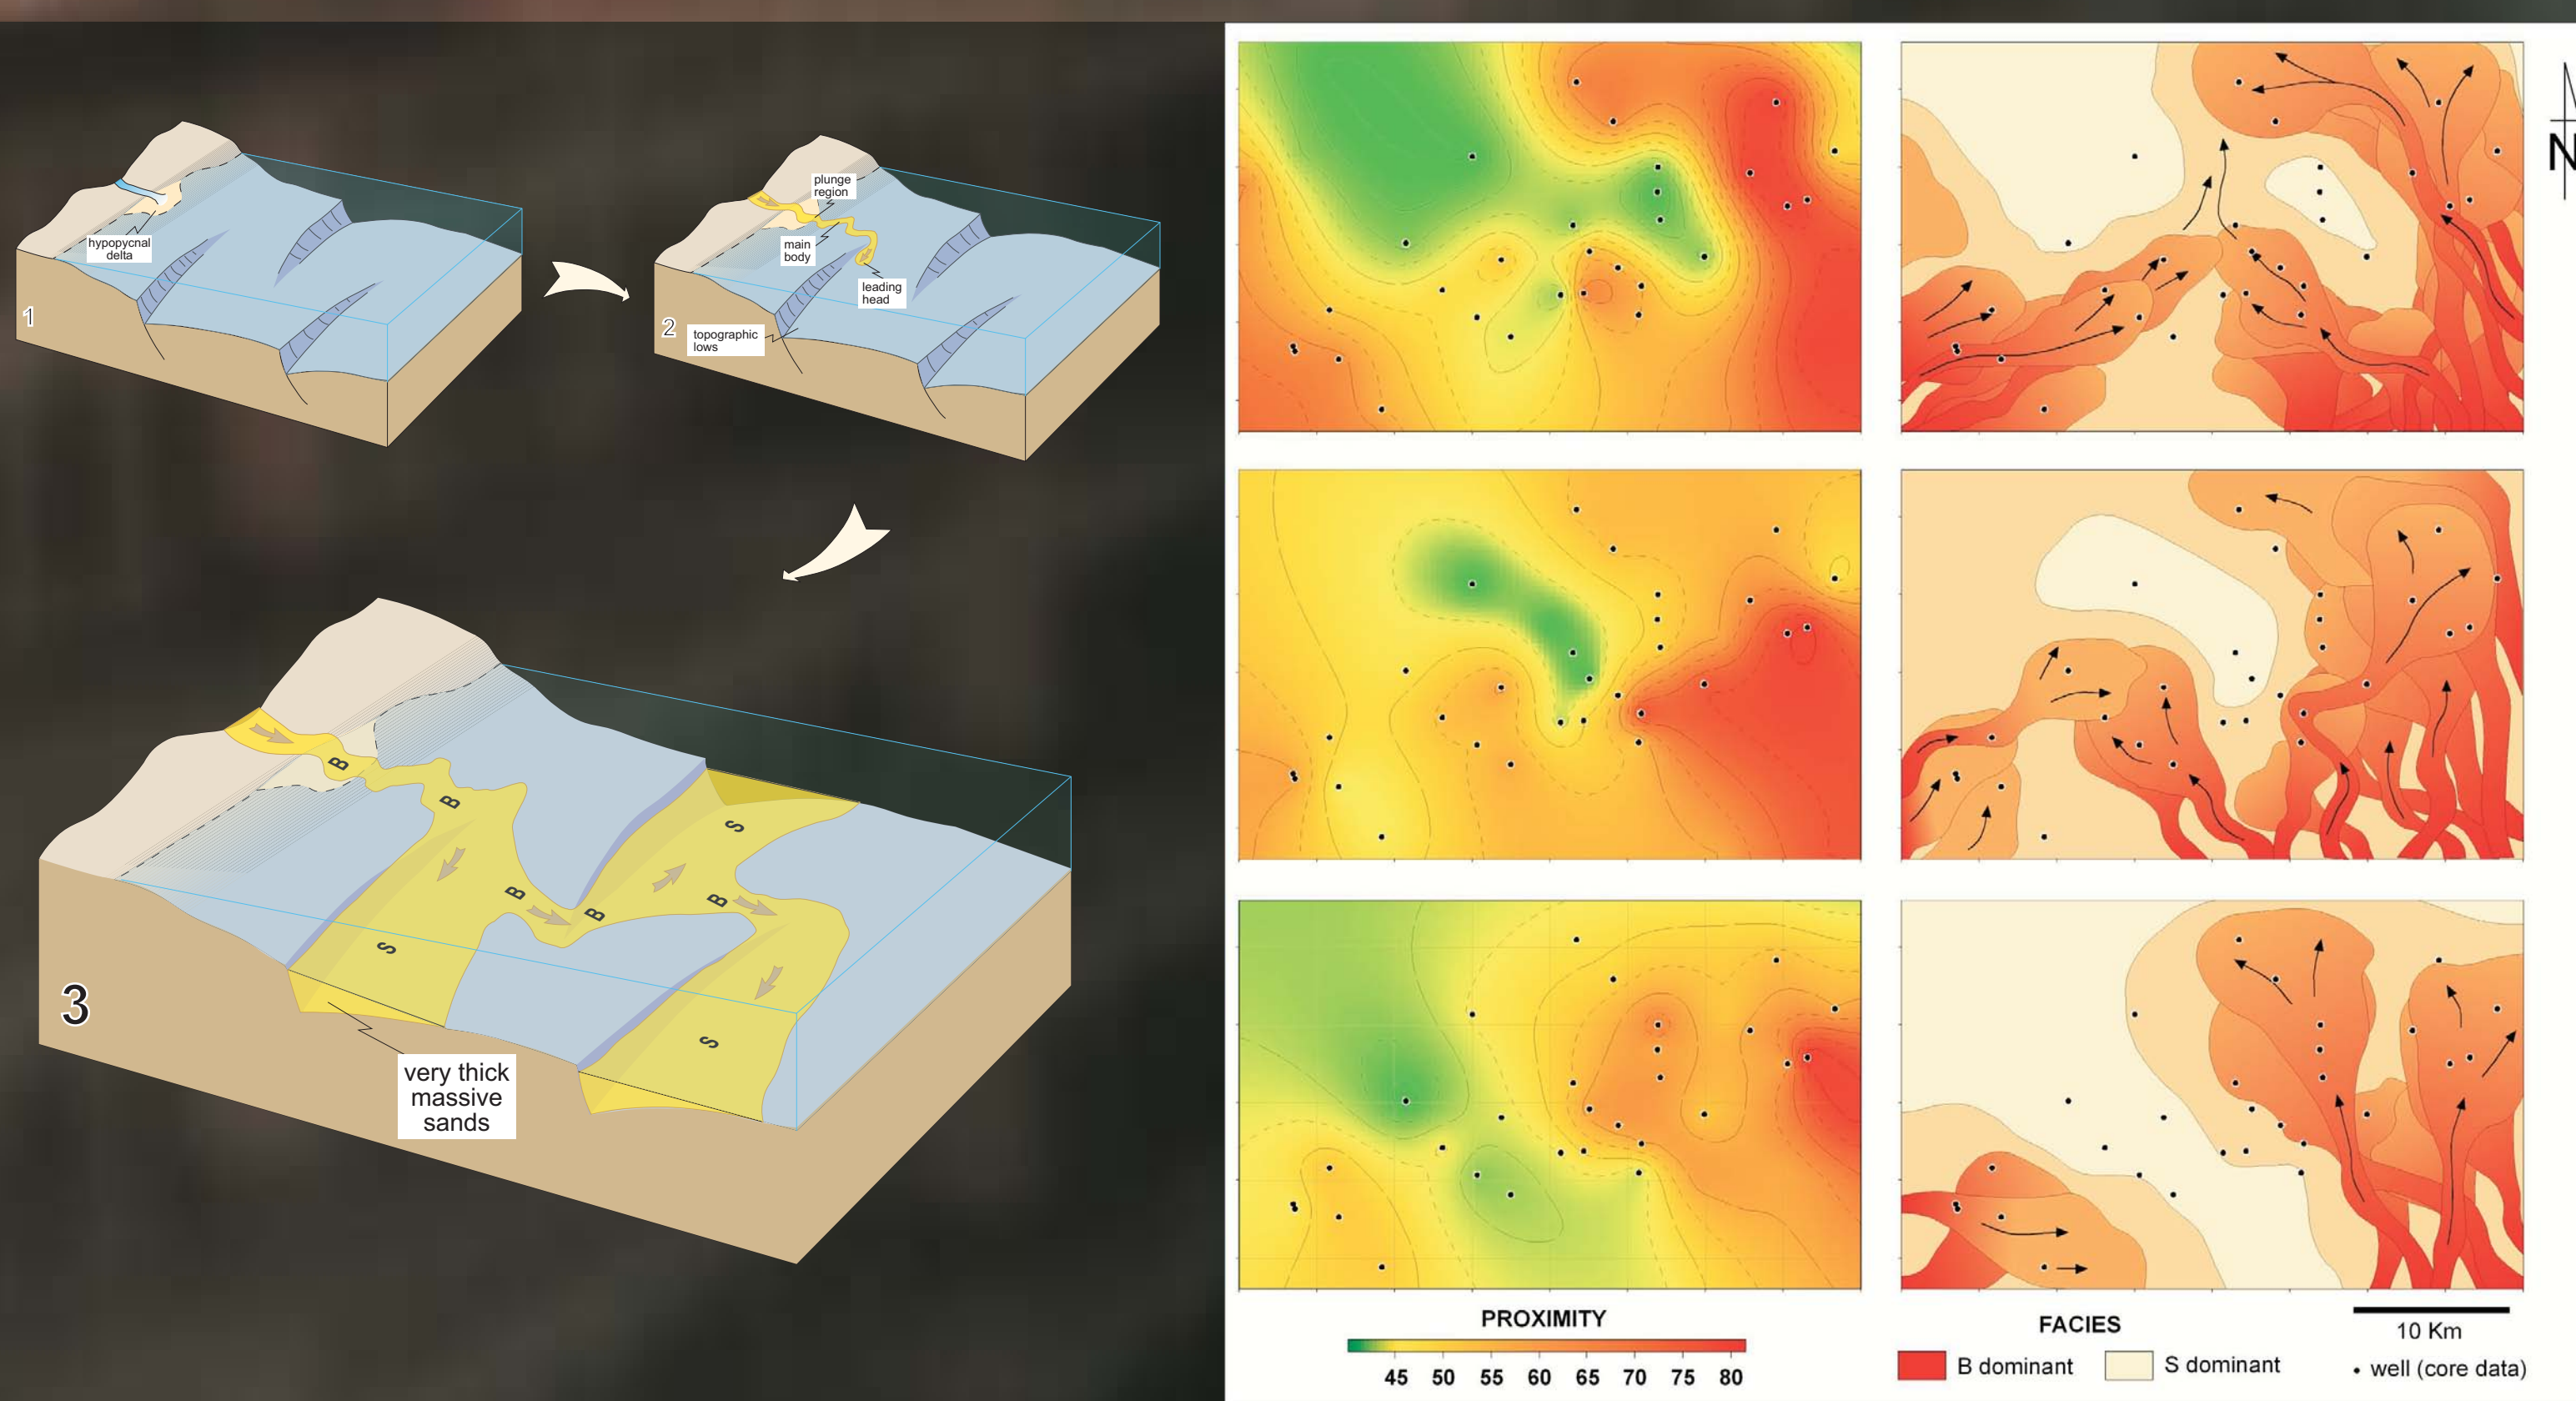 1
hypopycnal
delta
2
plunge
region
main
body
leading
head
topographic
lows
3
B
B
B
B
B
S
S
S
very thick
massive
sands
N
PROXIMITY
45 50 55 60 65 70 75 80
FACIES
B dominant
S dominant
10 Km
well (core data)